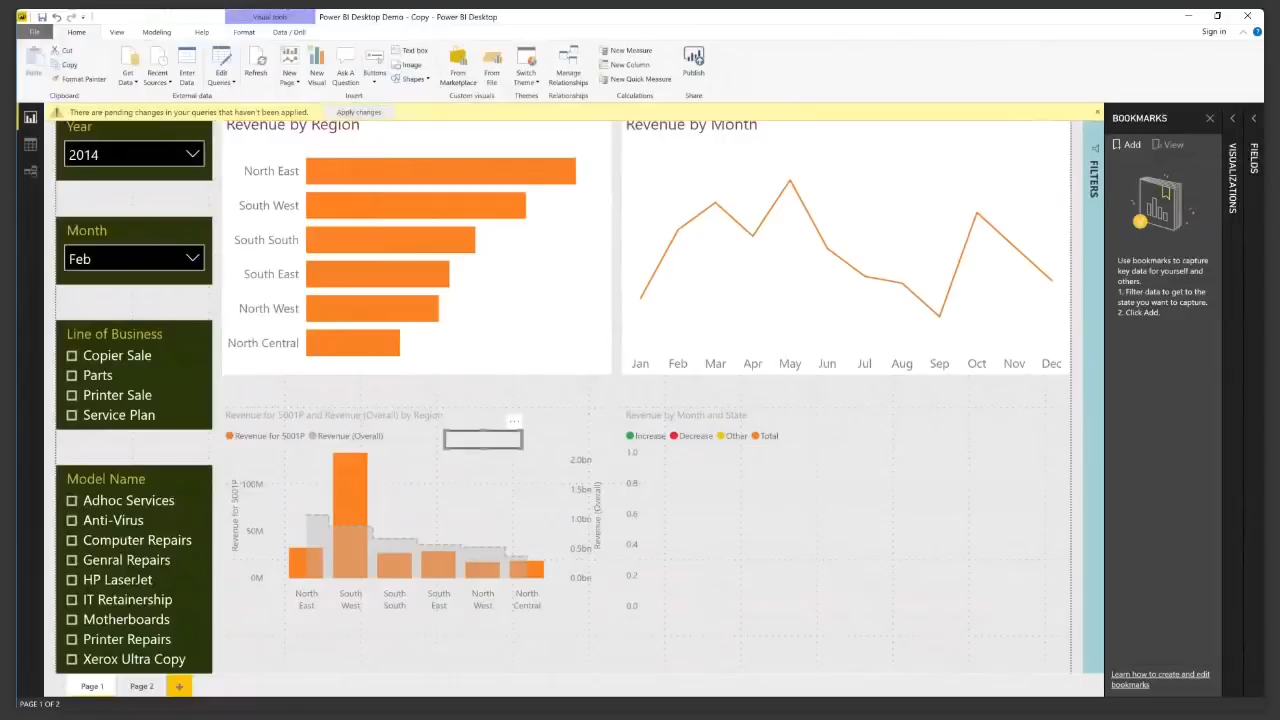 Visual tools
Power BI Desktop Demo - Copy - Power BI Desktop
File Home View Modeling Help Format Data / Drill
Sign in
Paste
Cut
Copy
Format Painter
Clipboard
Get Data
Recent Sources
Enter Data
Edit Queries
External data
Refresh
New Page
New Visual
Ask A Question
Buttons
Text box
Image
Shapes
Insert
From Marketplace
From File
Custom visuals
Switch Theme
Themes
Manage Relationships
Relationships
New Measure
New Column
New Quick Measure
Calculations
Publish
Share
There are pending changes in your queries that haven't been applied.
Apply changes
Year
2014
Month
Feb
Line of Business
Copier Sale
Parts
Printer Sale
Service Plan
Model Name
Adhoc Services
Anti-Virus
Computer Repairs
Genral Repairs
HP LaserJet
IT Retainership
Motherboards
Printer Repairs
Xerox Ultra Copy
Revenue by Region
North East
South West
South South
South East
North West
North Central
Revenue by Month
Jan Feb Mar Apr May Jun Jul Aug Sep Oct Nov Dec
Revenue for 5001P and Revenue (Overall) by Region
Revenue for 5001P Revenue (Overall)
Revenue for 5001P
100M
50M
0M
2.0bn
1.5bn
1.0bn
0.5bn
0.0bn
Revenue (Overall)
North East
South West
South South
South East
North West
North Central
Revenue by Month and State
Increase Decrease Other Total
1.0
0.8
0.6
0.4
0.2
0.0
FILTERS
BOOKMARKS
Add View
Use bookmarks to capture
key data for yourself and
others.
1. Filter data to get to the
state you want to capture.
2. Click Add.
Learn how to create and edit
bookmarks
VISUALIZATIONS
FIELDS
Page 1 Page 2
PAGE 1 OF 2